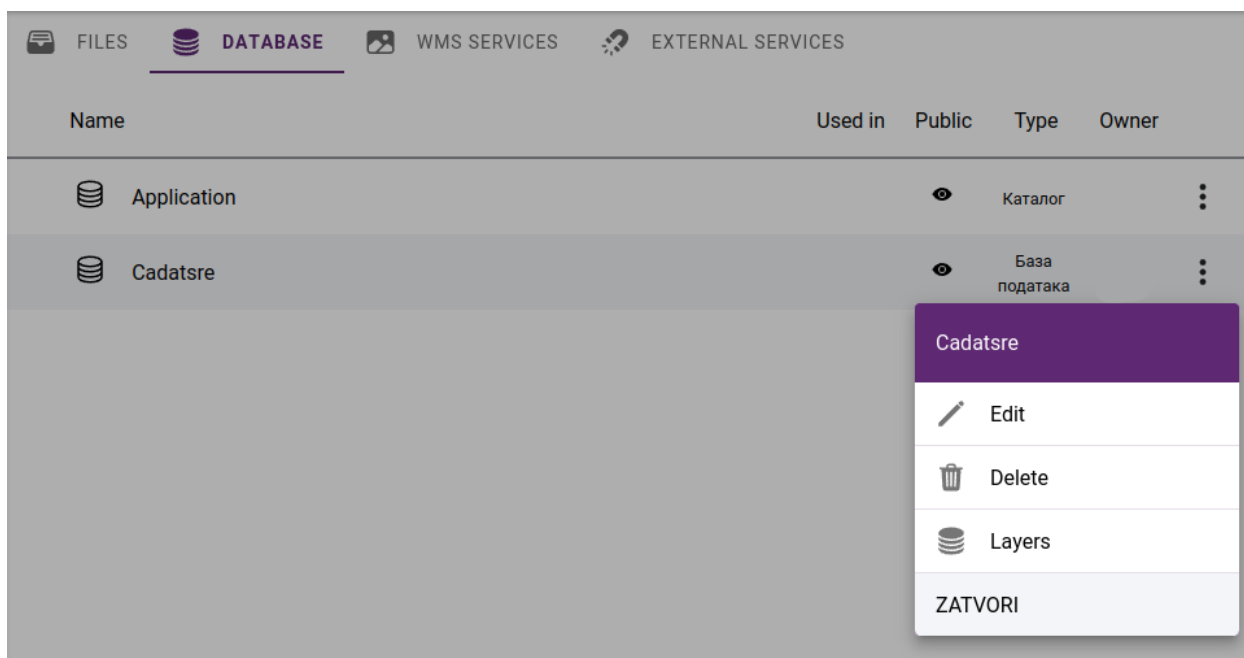 FILES DATABASE WMS SERVICES EXTERNAL SERVICES
Name Used in Public Type Owner
Application Каталог
Cadatsre База
података
Cadatsre
Edit
Delete
Layers
ZATVORI